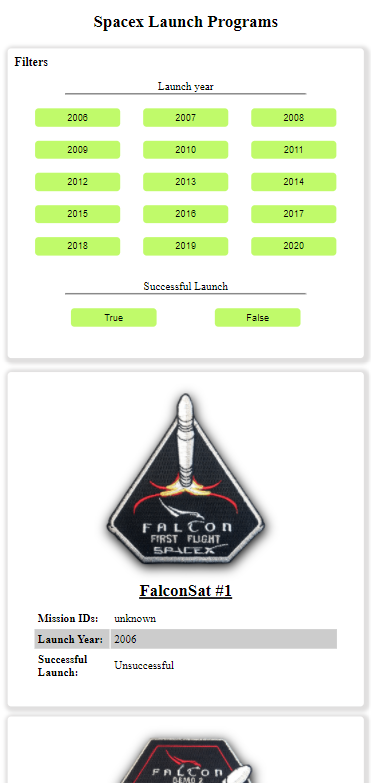 Spacex Launch Programs
Filters
Launch year
2006 2007 2008
2009 2010 2011
2012 2013 2014
2015 2016 2017
2018 2019 2020
Successful Launch
True False
FALCON
FIRST FLIGHT
SPACEX
FalconSat #1
Mission IDs: unknown
Launch Year: 2006
Successful
Launch: Unsuccessful
FALCON
DEMO 2